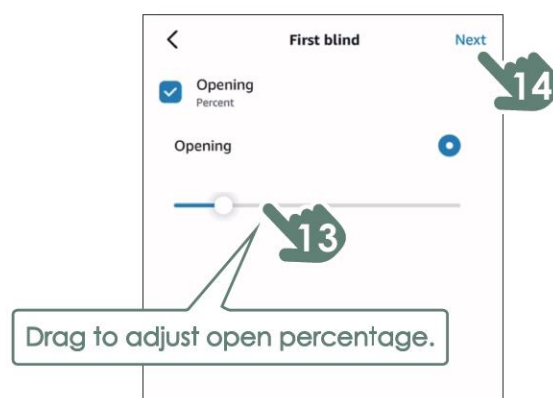 First blind
Next
14
Opening
Percent
Opening
13
Drag to adjust open percentage.